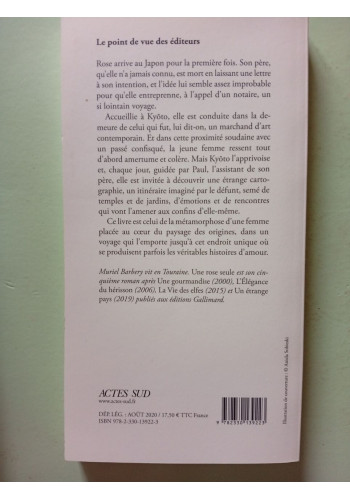 Le point de vue des éditeurs
Rose arrive au Japon pour la première fois. Son père,
qu'elle n'a jamais connu, est mort en laissant une lettre
à son intention, et l'idée lui semble assez improbable
pour qu'elle entreprenne, à l'appel d'un notaire, un
si lointain voyage.
Accueillie à Kyōto, elle est conduite dans la de-
meure de celui qui fut, lui dit-on, un marchand d'art
contemporain. Et dans cette proximité soudaine avec
un passé confisqué, la jeune femme ressent tout
d'abord amertume et colère. Mais Kyōto l'apprivoise
et, chaque jour, guidée par Paul, l'assistant de son
père, elle est invitée à découvrir une étrange carto-
graphie, un itinéraire imaginé par le défunt, semé
de temples et de jardins, d'émotions et de rencontres
qui vont l'amener aux confins d'elle-même.
Ce livre est celui de la métamorphose d'une femme
placée au cœur du paysage des origines, dans un
voyage qui l'emporte jusqu'à cet endroit unique où
se produisent parfois les véritables histoires d'amour.
Muriel Barbery vit en Touraine. Une rose seule est son cin-
quième roman après Une gourmandise (2000), L'Élégance
du hérisson (2006), La Vie des elfes (2015) et Un étrange
pays (2019) publiés aux éditions Gallimard.
ACTES SUD
www.actes-sud.fr
DÉP. LÉG. : AOÛT 2020 / 17,50 € TTC France
ISBN 978-2-330-13922-3
9 782330 139223
Illustration de couverture : ©